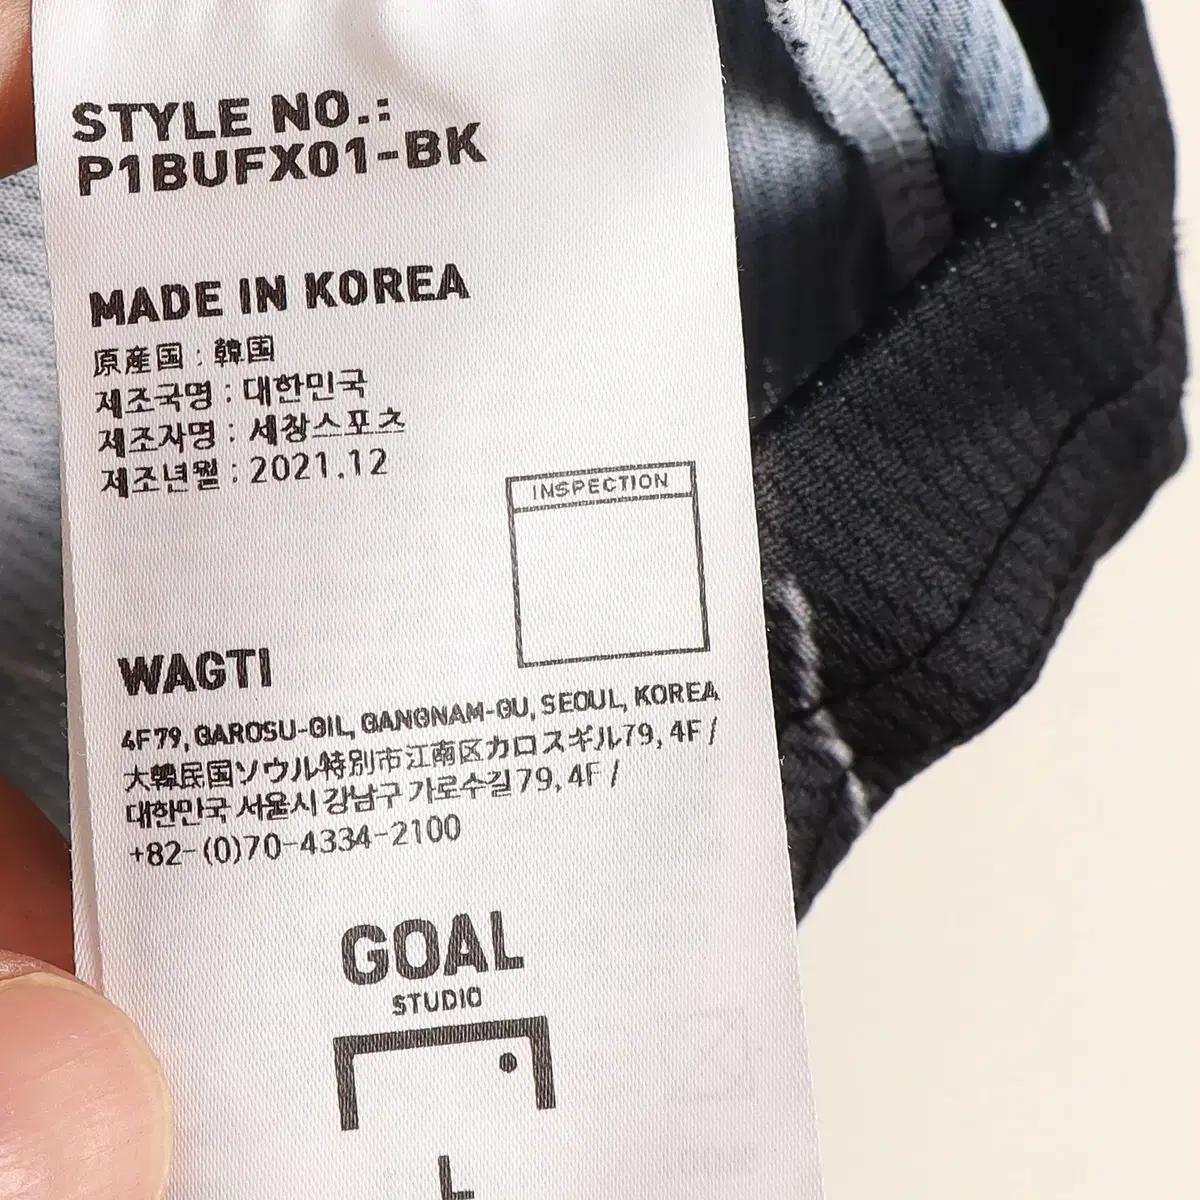 STYLE NO.:
P1BUFX01-BK
MADE IN KOREA
原産国 : 韓国
제조국명 : 대한민국
제조자명 : 세창스포츠
제조년월 : 2021.12
INSPECTION
WAGTI
4F 79, GAROSU-GIL, GANGNAM-GU, SEOUL, KOREA
大韓民国ソウル特別市江南区カロスギル79, 4F /
대한민국 서울시 강남구 가로수길 79, 4F /
+82-(0)70-4334-2100
GOAL
STUDIO
L